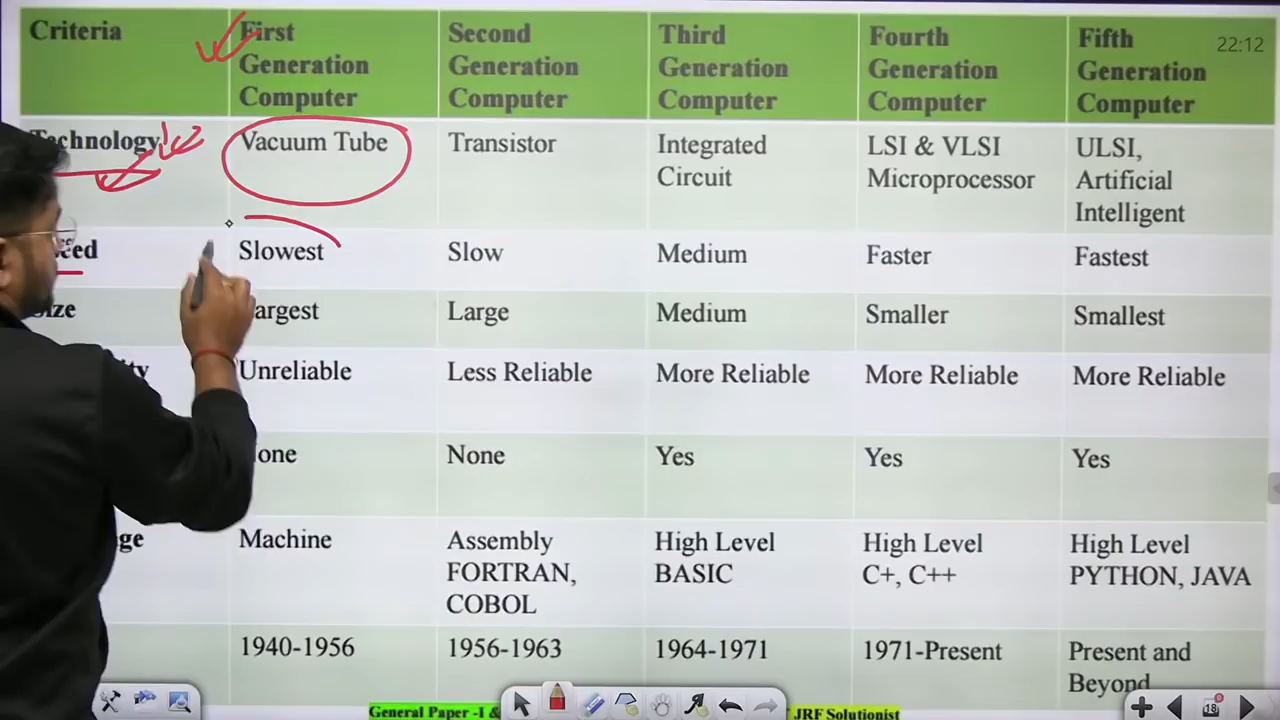 Criteria
First
Generation
Computer
Second
Generation
Computer
Third
Generation
Computer
Fourth
Generation
Computer
Fifth
Generation
Computer
22:12
Technology
Vacuum Tube
Transistor
Integrated
Circuit
LSI & VLSI
Microprocessor
ULSI,
Artificial
Intelligent
Slowest
Slow
Medium
Faster
Fastest
Large
Medium
Smaller
Smallest
Unreliable
Less Reliable
More Reliable
More Reliable
More Reliable
None
Yes
Yes
Yes
Machine
Assembly
FORTRAN,
COBOL
High Level
BASIC
High Level
C+, C++
High Level
PYTHON, JAVA
1940-1956
1956-1963
1964-1971
1971-Present
Present and
Beyond
General Paper -I &
JRF Solutionist
18